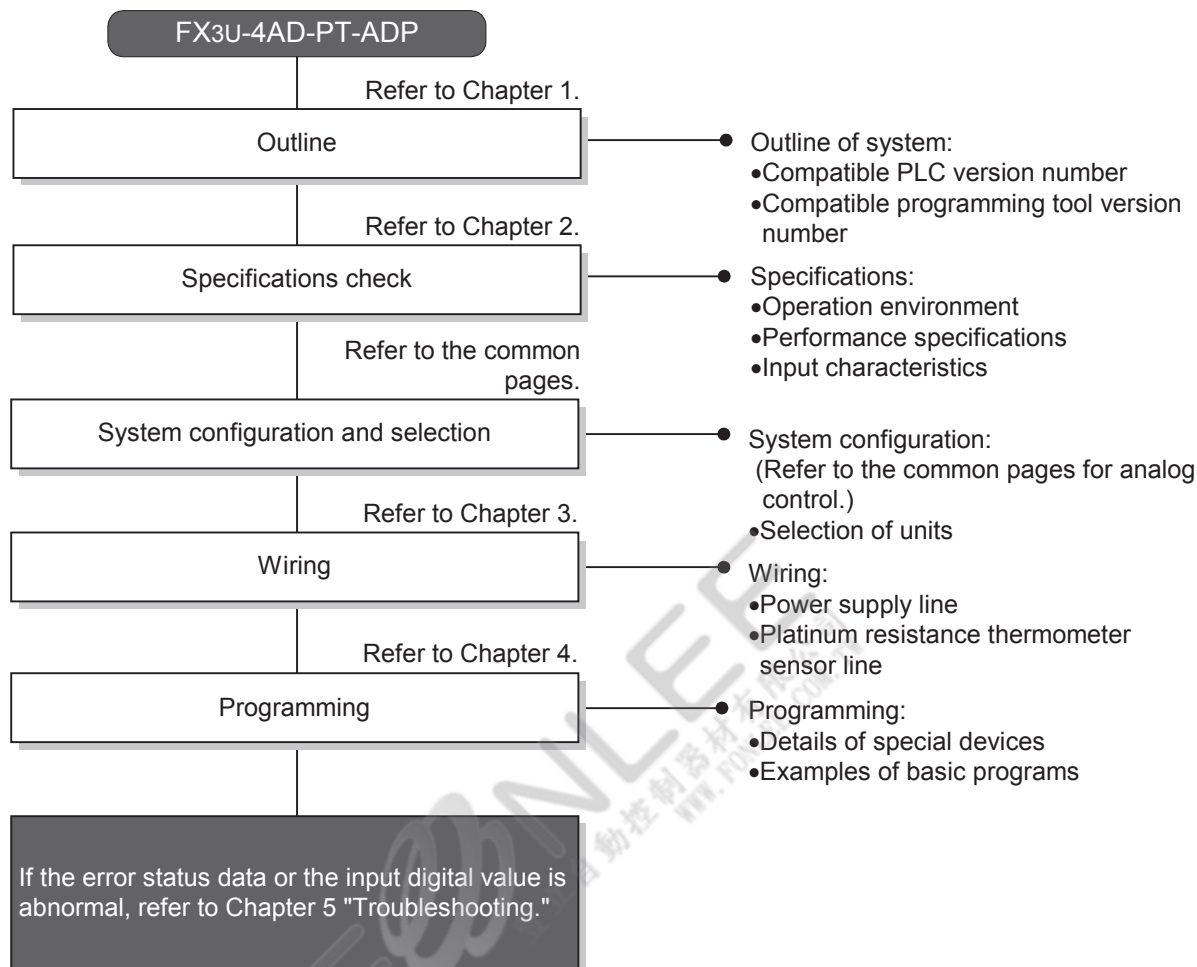 FX3U-4AD-PT-ADP
Refer to Chapter 1.
Outline
Outline of system:
•Compatible PLC version number
•Compatible programming tool version
number
Refer to Chapter 2.
Specifications check
Specifications:
•Operation environment
•Performance specifications
•Input characteristics
Refer to the common
pages.
System configuration and selection
System configuration:
(Refer to the common pages for analog
control.)
•Selection of units
Refer to Chapter 3.
Wiring
Wiring:
•Power supply line
•Platinum resistance thermometer
sensor line
Refer to Chapter 4.
Programming
Programming:
•Details of special devices
•Examples of basic programs
If the error status data or the input digital value is
abnormal, refer to Chapter 5 "Troubleshooting."